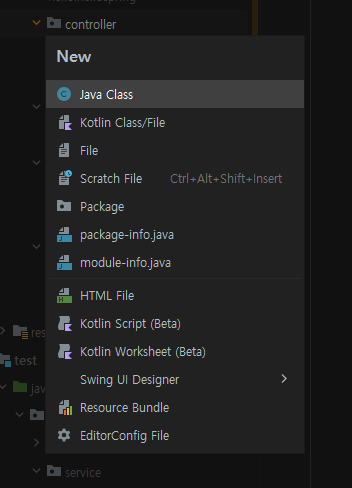 controller
New
Java Class
Kotlin Class/File
File
Scratch File Ctrl+Alt+Shift+Insert
Package
package-info.java
module-info.java
HTML File
Kotlin Script (Beta)
Kotlin Worksheet (Beta)
Swing UI Designer
Resource Bundle
EditorConfig File
res
test
jav
service